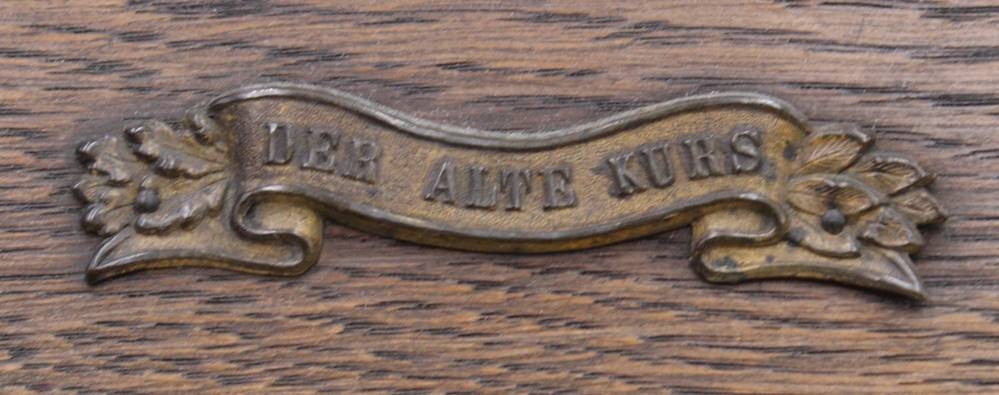 DER ALTE KURS